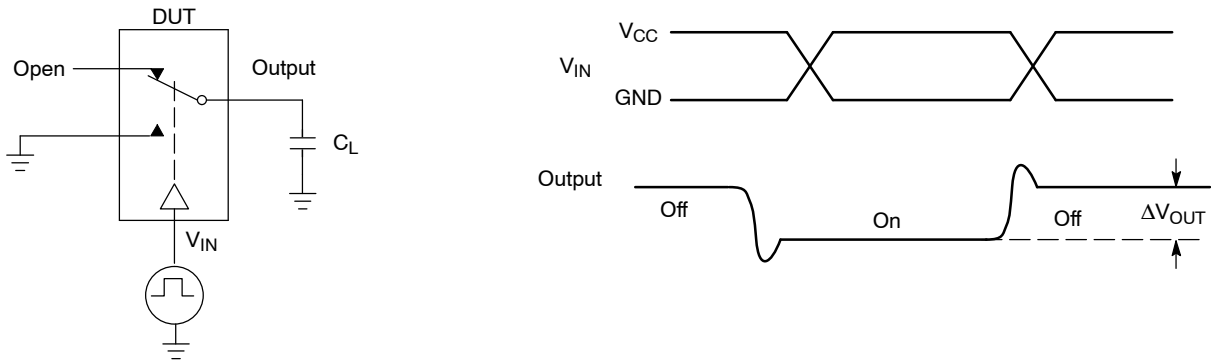 DUT
Open
Output
C_L
V_IN
V_CC
V_IN
GND
Output
Off
On
Off
ΔV_OUT